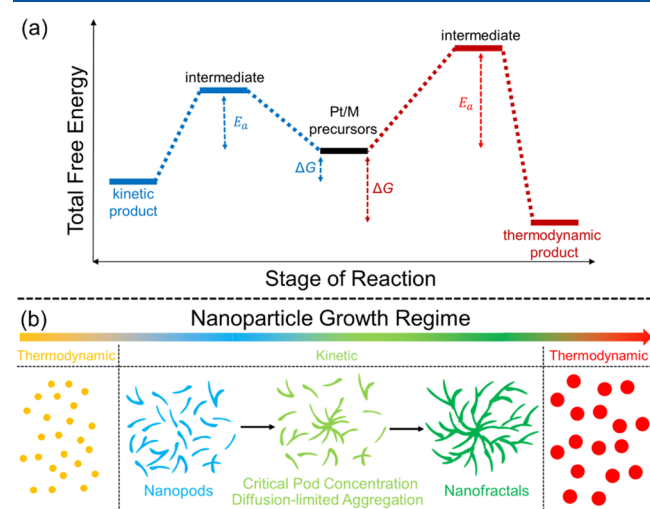 (a)
Total Free Energy
intermediate
intermediate
Pt/M
precursors
Eₐ
Eₐ
ΔG
ΔG
kinetic
product
thermodynamic
product
Stage of Reaction
(b)
Nanoparticle Growth Regime
Thermodynamic
Kinetic
Thermodynamic
Nanopods
Critical Pod Concentration
Diffusion-limited Aggregation
Nanofractals